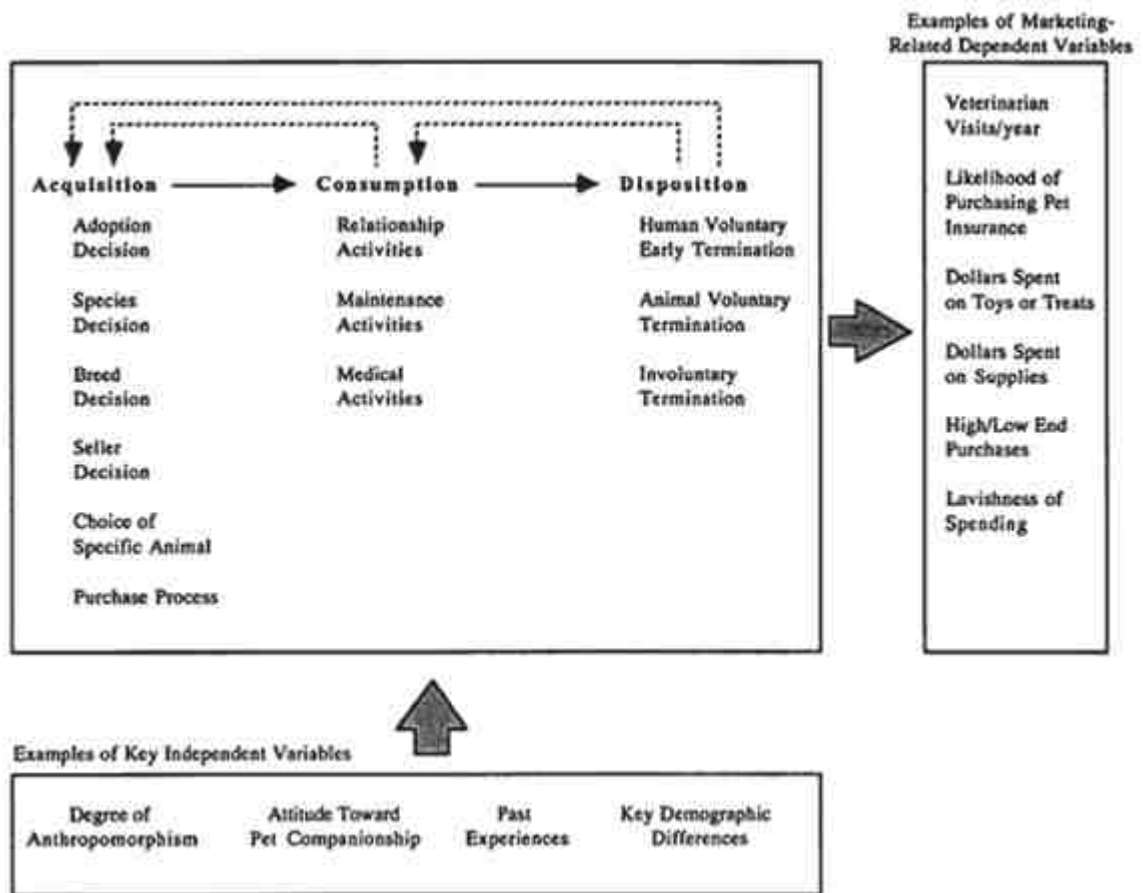 Examples of Marketing-
Related Dependent Variables
Acquisition
Adoption
Decision
Species
Decision
Breed
Decision
Seller
Decision
Choice of
Specific Animal
Purchase Process
Consumption
Relationship
Activities
Maintenance
Activities
Medical
Activities
Disposition
Human Voluntary
Early Termination
Animal Voluntary
Termination
Involuntary
Termination
Veterinarian
Visits/year
Likelihood of
Purchasing Pet
Insurance
Dollars Spent
on Toys or Treats
Dollars Spent
on Supplies
High/Low End
Purchases
Lavishness of
Spending
Examples of Key Independent Variables
Degree of
Anthropomorphism
Attitude Toward
Pet Companionship
Past
Experiences
Key Demographic
Differences